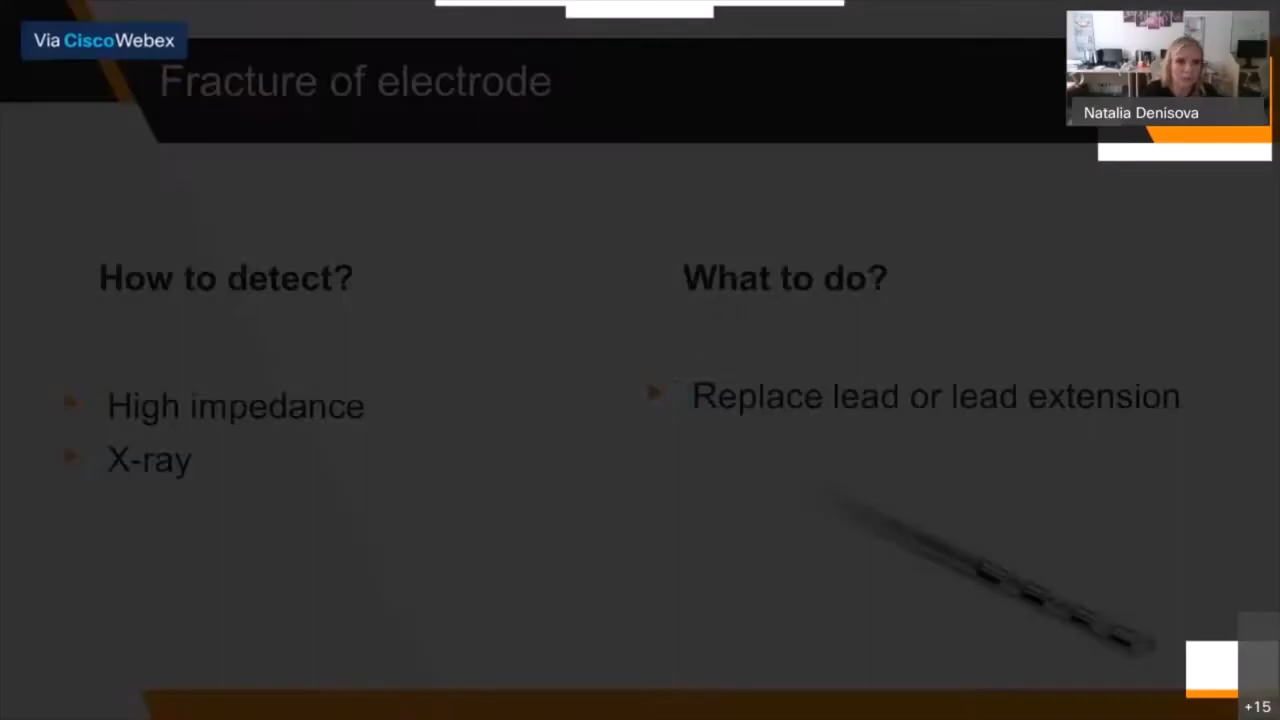 Via CiscoWebex
Fracture of electrode
Natalia Denisova
How to detect?
What to do?
High impedance
X-ray
Replace lead or lead extension
+15